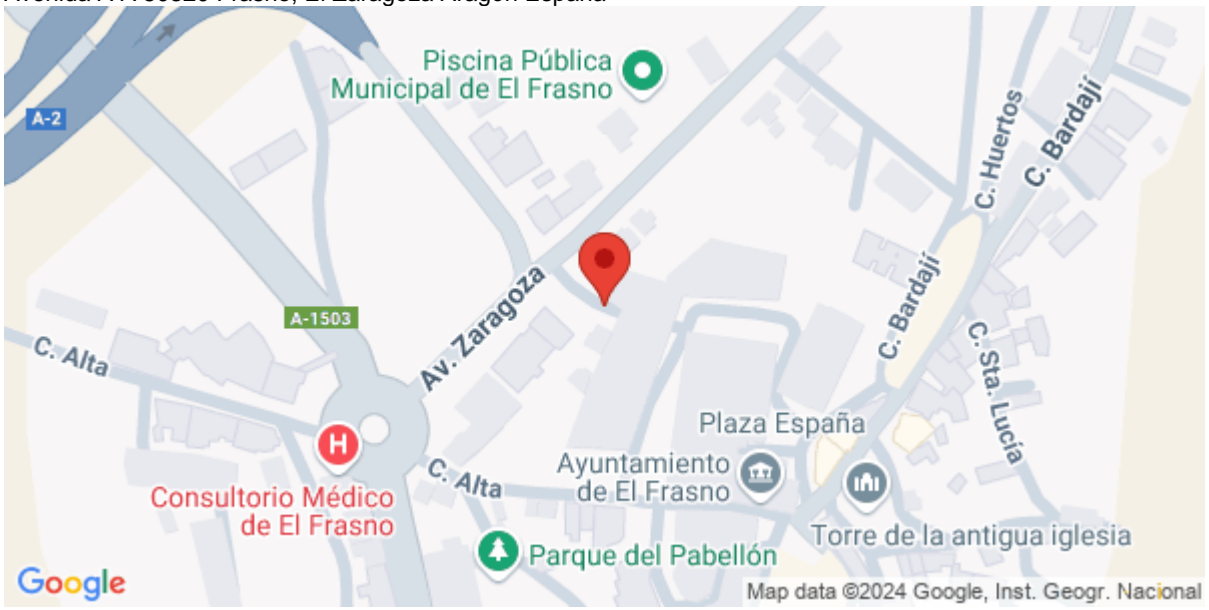 Piscina Pública
Municipal de El Frasno
A-2
C. Huertos
C. Bardají
Av. Zaragoza
A-1503
C. Alta
C. Bardají
C. Sta. Lucía
Plaza España
H
Consultorio Médico
de El Frasno
C. Alta
Ayuntamiento
de El Frasno
Torre de la antigua iglesia
Parque del Pabellón
Google
Map data ©2024 Google, Inst. Geogr. Nacional